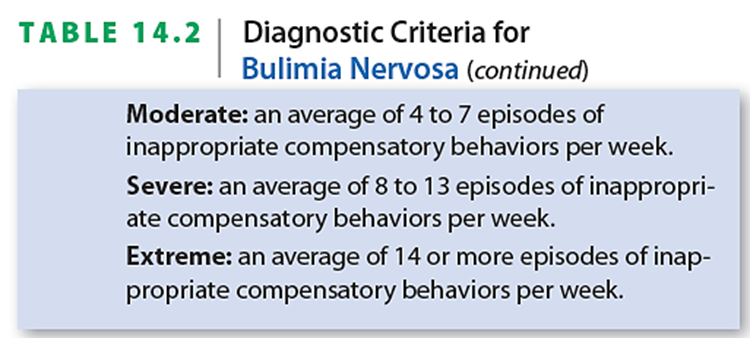 TABLE 14.2
Diagnostic Criteria for
Bulimia Nervosa (continued)
Moderate: an average of 4 to 7 episodes of
inappropriate compensatory behaviors per week.
Severe: an average of 8 to 13 episodes of inappropri-
ate compensatory behaviors per week.
Extreme: an average of 14 or more episodes of inap-
propriate compensatory behaviors per week.